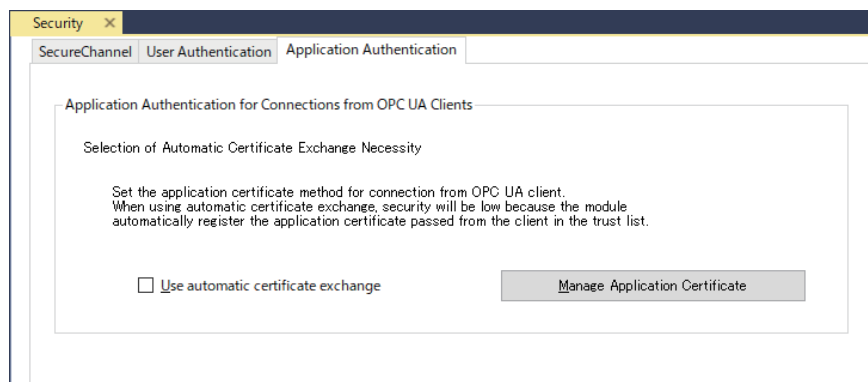 Security ×
SecureChannel User Authentication Application Authentication
Application Authentication for Connections from OPC UA Clients
Selection of Automatic Certificate Exchange Necessity
Set the application certificate method for connection from OPC UA client.
When using automatic certificate exchange, security will be low because the module
automatically register the application certificate passed from the client in the trust list.
Use automatic certificate exchange Manage Application Certificate